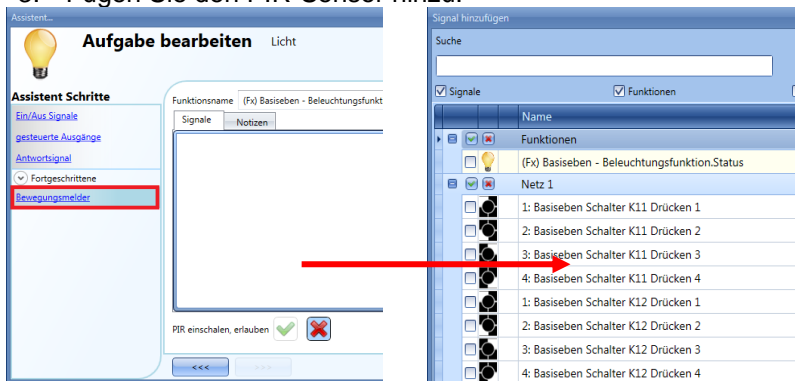 Fügen Sie den PIR-Sensor hinzu.
Assistent...
Aufgabe bearbeiten Licht
Assistent Schritte
Ein/Aus Signale
gesteuerte Ausgänge
Antwortsignal
Fortgeschrittene
Bewegungsmelder
Funktionsname (Fx) Basiseben - Beleuchtungsfunkt
Signale Notizen
PIR einschalen, erlauben
<<< >>>
Signal hinzufügen
Suche
Signale Funktionen
Name
Funktionen
(Fx) Basiseben - Beleuchtungsfunktion.Status
Netz 1
1: Basiseben Schalter K11 Drücken 1
2: Basiseben Schalter K11 Drücken 2
3: Basiseben Schalter K11 Drücken 3
4: Basiseben Schalter K11 Drücken 4
1: Basiseben Schalter K12 Drücken 1
2: Basiseben Schalter K12 Drücken 2
3: Basiseben Schalter K12 Drücken 3
4: Basiseben Schalter K12 Drücken 4